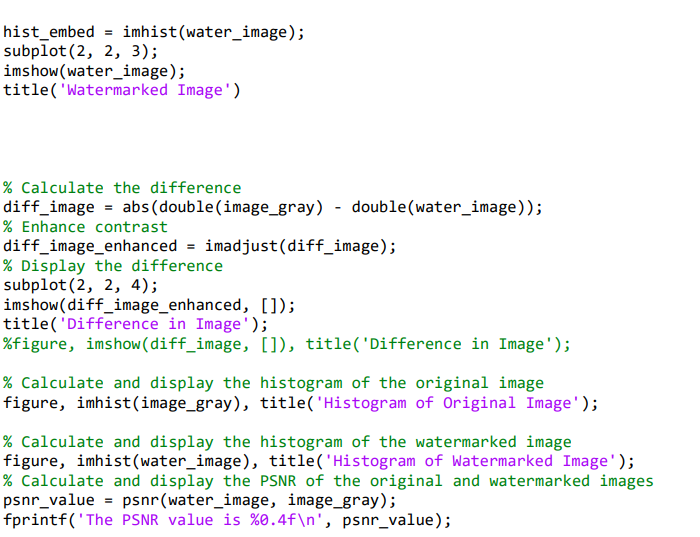 hist_embed = imhist(water_image);
subplot(2, 2, 3);
imshow(water_image);
title('Watermarked Image')
% Calculate the difference
diff_image = abs(double(image_gray) - double(water_image));
% Enhance contrast
diff_image_enhanced = imadjust(diff_image);
% Display the difference
subplot(2, 2, 4);
imshow(diff_image_enhanced, []);
title('Difference in Image');
%figure, imshow(diff_image, []), title('Difference in Image');
% Calculate and display the histogram of the original image
figure, imhist(image_gray), title('Histogram of Original Image');
% Calculate and display the histogram of the watermarked image
figure, imhist(water_image), title('Histogram of Watermarked Image');
% Calculate and display the PSNR of the original and watermarked images
psnr_value = psnr(water_image, image_gray);
fprintf('The PSNR value is %0.4f\n', psnr_value);